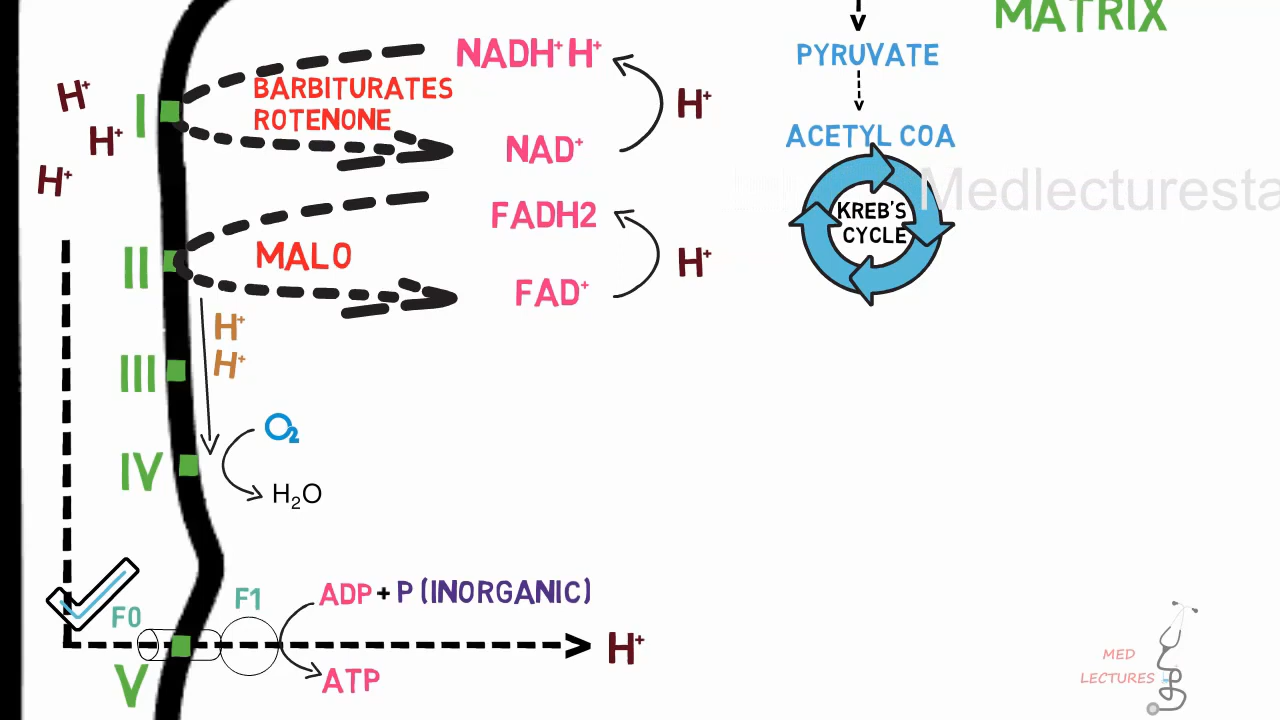 MATRIX
PYRUVATE
ACETYL COA
KREB'S
CYCLE
Medlecturesta
NADH⁺ H⁺
H⁺
NAD⁺
BARBITURATES
ROTENONE
H⁺
H⁺
H⁺
I
FADH2
H⁺
FAD⁺
MALO
II
H⁺
H⁺
III
O₂
IV
H₂O
F0
F1
ADP + P (INORGANIC)
H⁺
ATP
V
MED
LECTURES